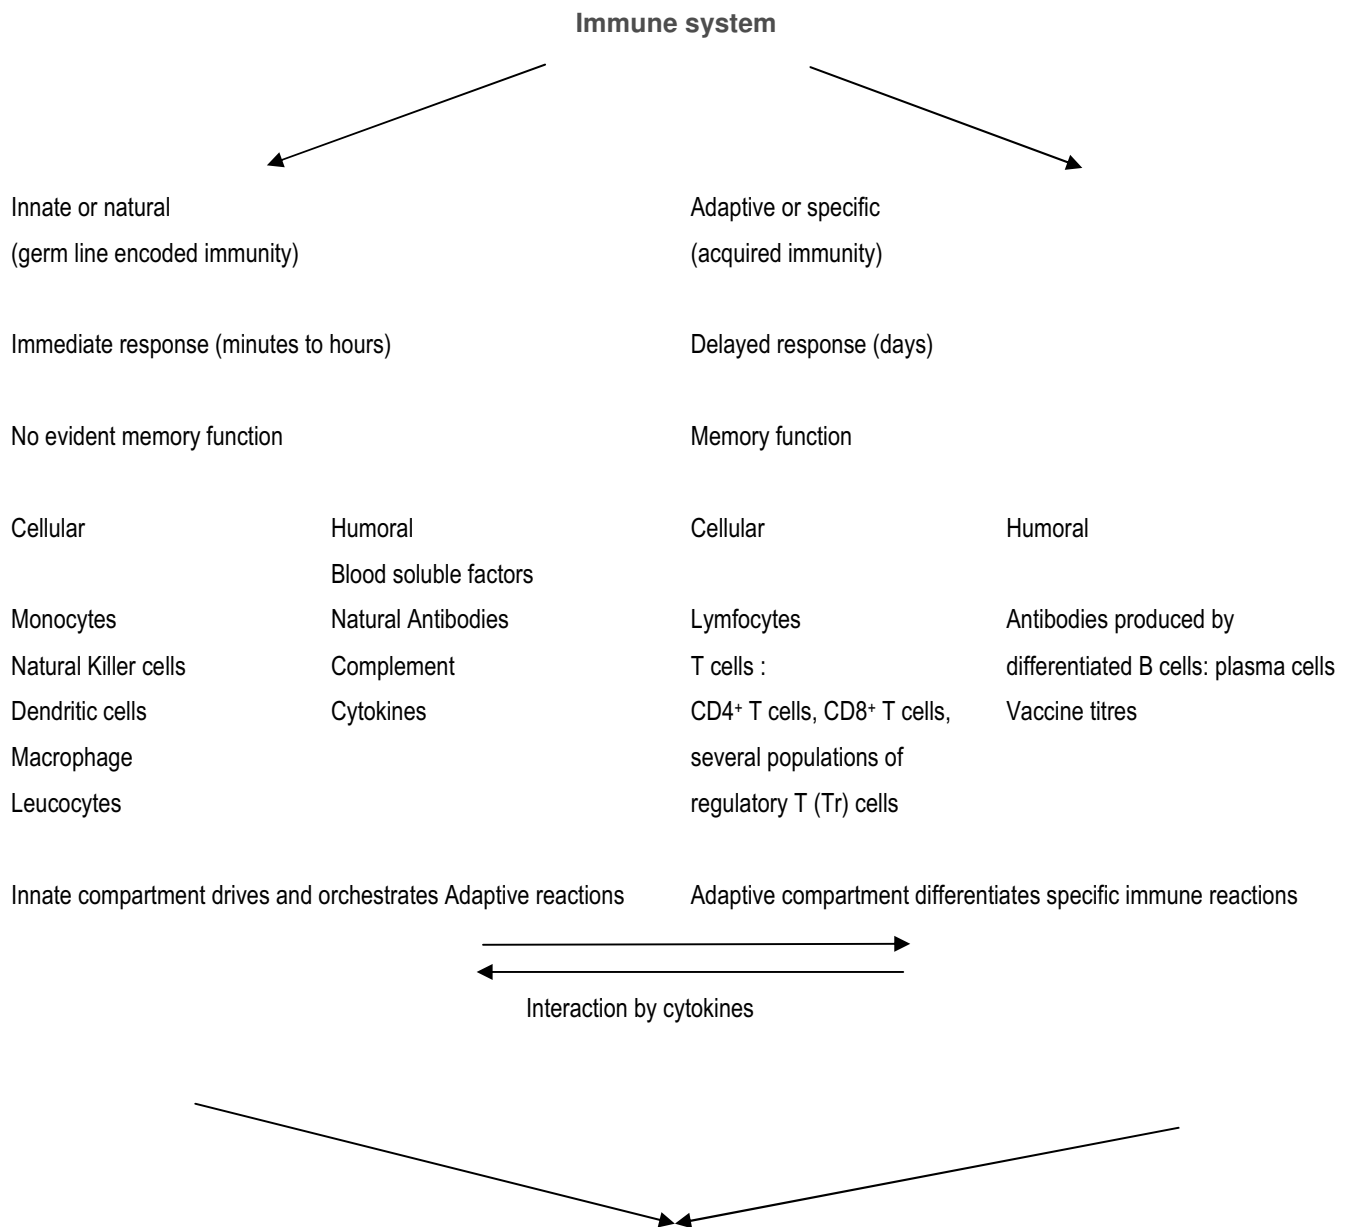 Immune system
Innate or natural
(germ line encoded immunity)
Adaptive or specific
(acquired immunity)
Immediate response (minutes to hours)
Delayed response (days)
No evident memory function
Memory function
Cellular
Humoral
Blood soluble factors
Cellular
Humoral
Monocytes
Natural Killer cells
Dendritic cells
Macrophage
Leucocytes
Natural Antibodies
Complement
Cytokines
Lymfocytes
T cells :
CD4⁺ T cells, CD8⁺ T cells,
several populations of
regulatory T (Tr) cells
Antibodies produced by
differentiated B cells: plasma cells
Vaccine titres
Innate compartment drives and orchestrates Adaptive reactions
Adaptive compartment differentiates specific immune reactions
Interaction by cytokines